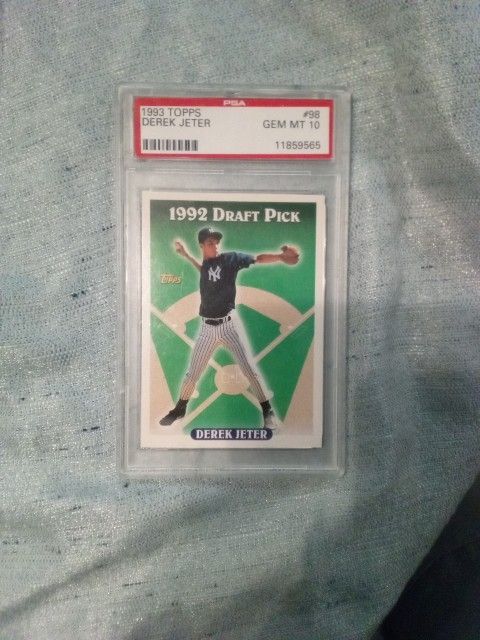 PSA
1993 TOPPS #98
DEREK JETER GEM MT 10
11859565
1992 DRAFT PICK
NY
Topps
DEREK JETER